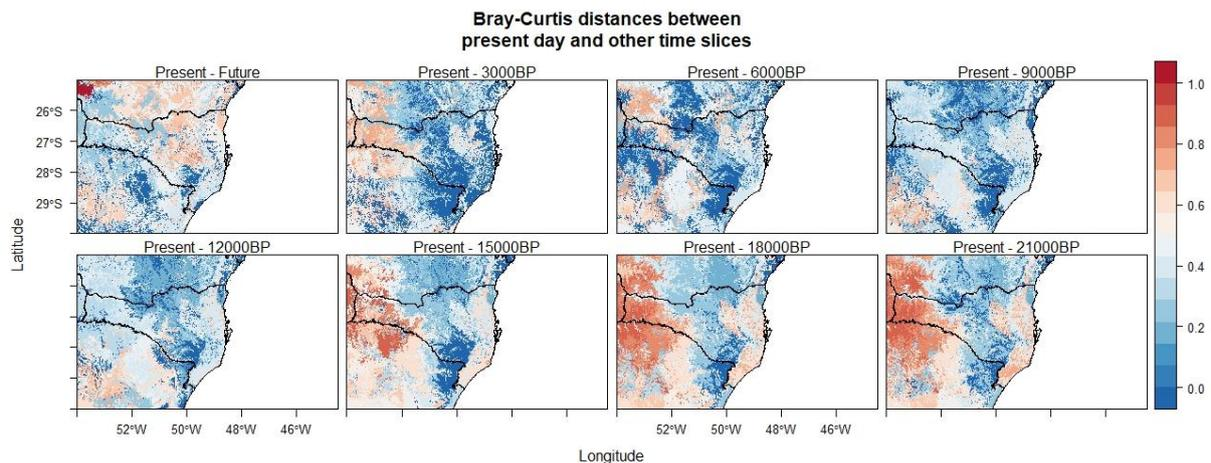 Bray-Curtis distances between
present day and other time slices
Present - Future
Present - 3000BP
Present - 6000BP
Present - 9000BP
26°S
27°S
28°S
29°S
Present - 12000BP
Present - 15000BP
Present - 18000BP
Present - 21000BP
52°W 50°W 48°W 46°W
52°W 50°W 48°W 46°W
Latitude
Longitude
1.0
0.8
0.6
0.4
0.2
0.0